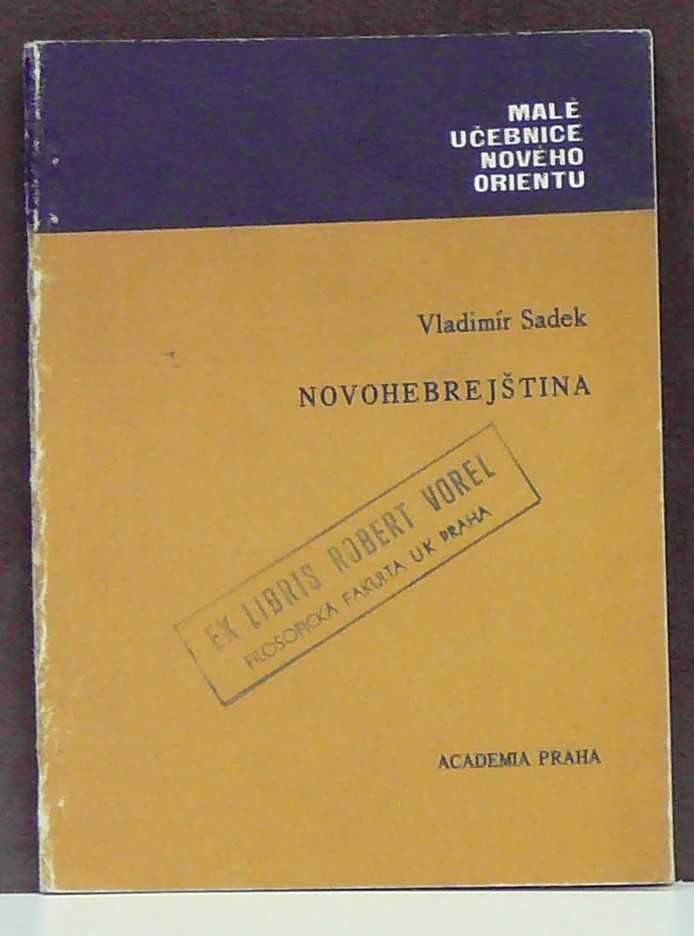 MALÉ
UČEBNICE
NOVÉHO
ORIENTU
Vladimír Sadek
NOVOHEBREJŠTINA
EX LIBRIS ROBERT VOREL
FILOSOFICKÁ FAKULTA UK PRAHA
ACADEMIA PRAHA